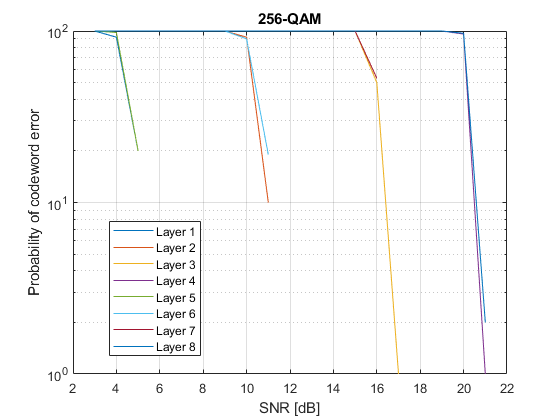 256-QAM
Probability of codeword error
10^2
10^1
10^0
Layer 1
Layer 2
Layer 3
Layer 4
Layer 5
Layer 6
Layer 7
Layer 8
2 4 6 8 10 12 14 16 18 20 22
SNR [dB]